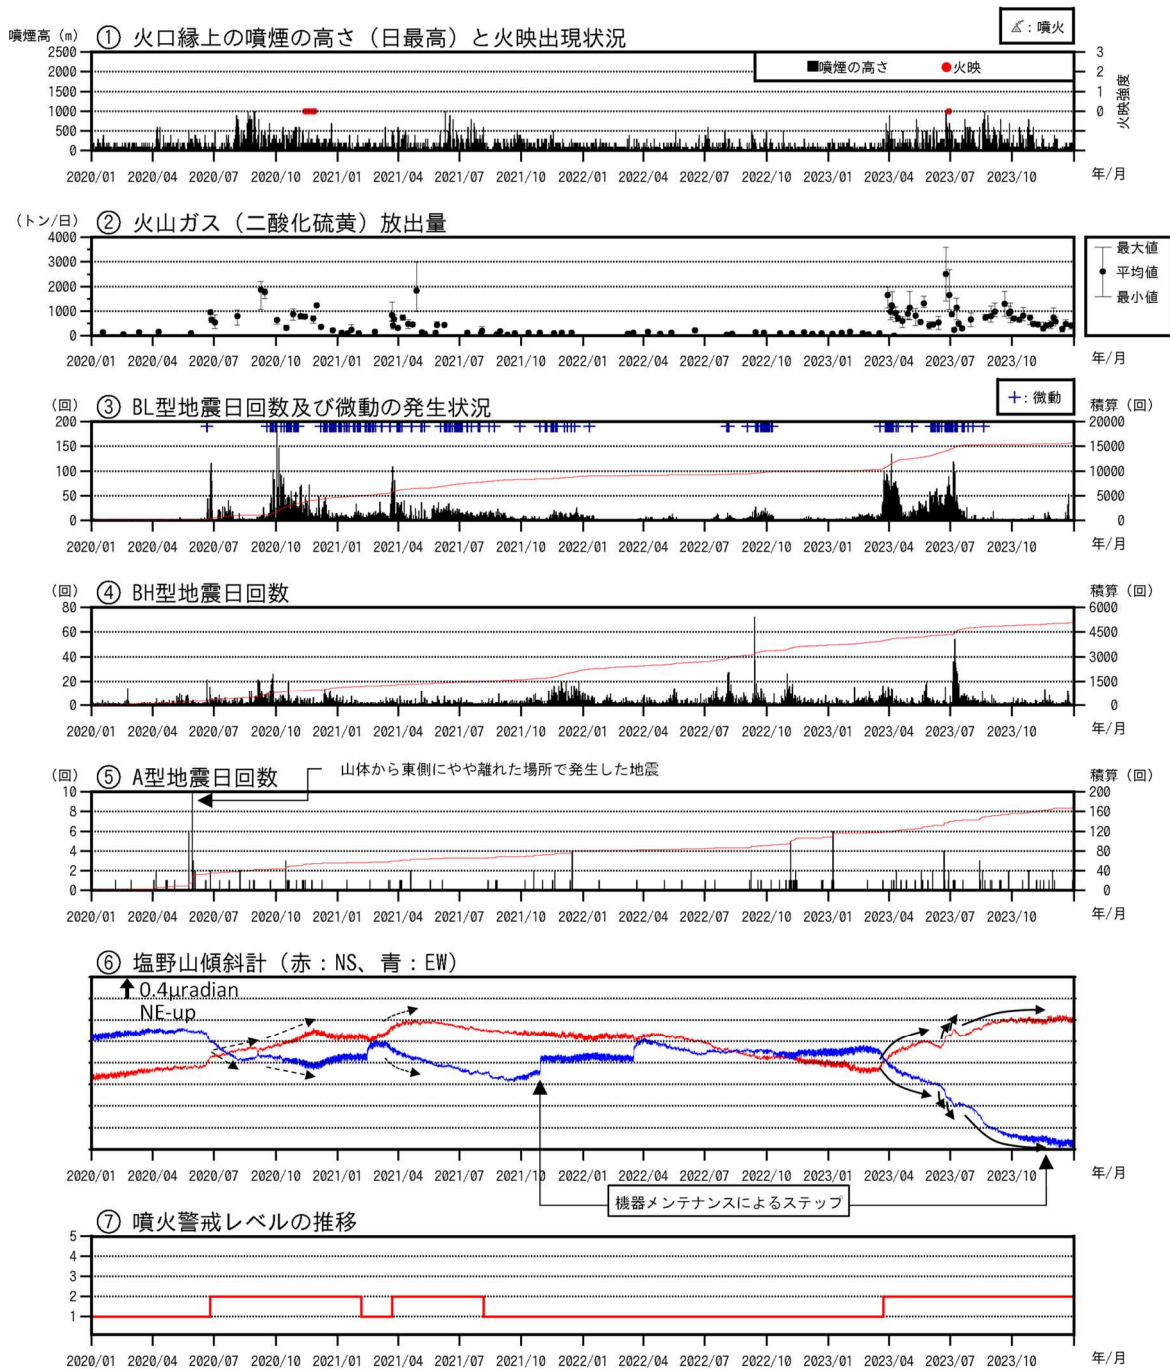 噴煙高（m） ① 火口縁上の噴煙の高さ（日最高）と火映出現状況
∠：噴火
2500 3
2000 2
1500 1
1000 0
500
0
■噴煙の高さ ●火映
火映強度
2020/01 2020/04 2020/07 2020/10 2021/01 2021/04 2021/07 2021/10 2022/01 2022/04 2022/07 2022/10 2023/01 2023/04 2023/07 2023/10 年/月
（トン/日） ② 火山ガス（二酸化硫黄）放出量
4000
3000
2000
1000
0
最大値
平均値
最小値
2020/01 2020/04 2020/07 2020/10 2021/01 2021/04 2021/07 2021/10 2022/01 2022/04 2022/07 2022/10 2023/01 2023/04 2023/07 2023/10 年/月
（回） ③ BL型地震日回数及び微動の発生状況
＋：微動
積算（回）
200 20000
150 15000
100 10000
50 5000
0 0
2020/01 2020/04 2020/07 2020/10 2021/01 2021/04 2021/07 2021/10 2022/01 2022/04 2022/07 2022/10 2023/01 2023/04 2023/07 2023/10 年/月
（回） ④ BH型地震日回数 積算（回）
80 6000
60 4500
40 3000
20 1500
0 0
2020/01 2020/04 2020/07 2020/10 2021/01 2021/04 2021/07 2021/10 2022/01 2022/04 2022/07 2022/10 2023/01 2023/04 2023/07 2023/10 年/月
（回） ⑤ A型地震日回数 山体から東側にやや離れた場所で発生した地震 積算（回）
10 200
8 160
6 120
4 80
2 40
0 0
2020/01 2020/04 2020/07 2020/10 2021/01 2021/04 2021/07 2021/10 2022/01 2022/04 2022/07 2022/10 2023/01 2023/04 2023/07 2023/10 年/月
⑥ 塩野山傾斜計（赤：NS、青：EW）
0.4μradian
NE-up
2020/01 2020/04 2020/07 2020/10 2021/01 2021/04 2021/07 2021/10 2022/01 2022/04 2022/07 2022/10 2023/01 2023/04 2023/07 2023/10 年/月
機器メンテナンスによるステップ
⑦ 噴火警戒レベルの推移
5
4
3
2
1
2020/01 2020/04 2020/07 2020/10 2021/01 2021/04 2021/07 2021/10 2022/01 2022/04 2022/07 2022/10 2023/01 2023/04 2023/07 2023/10 年/月